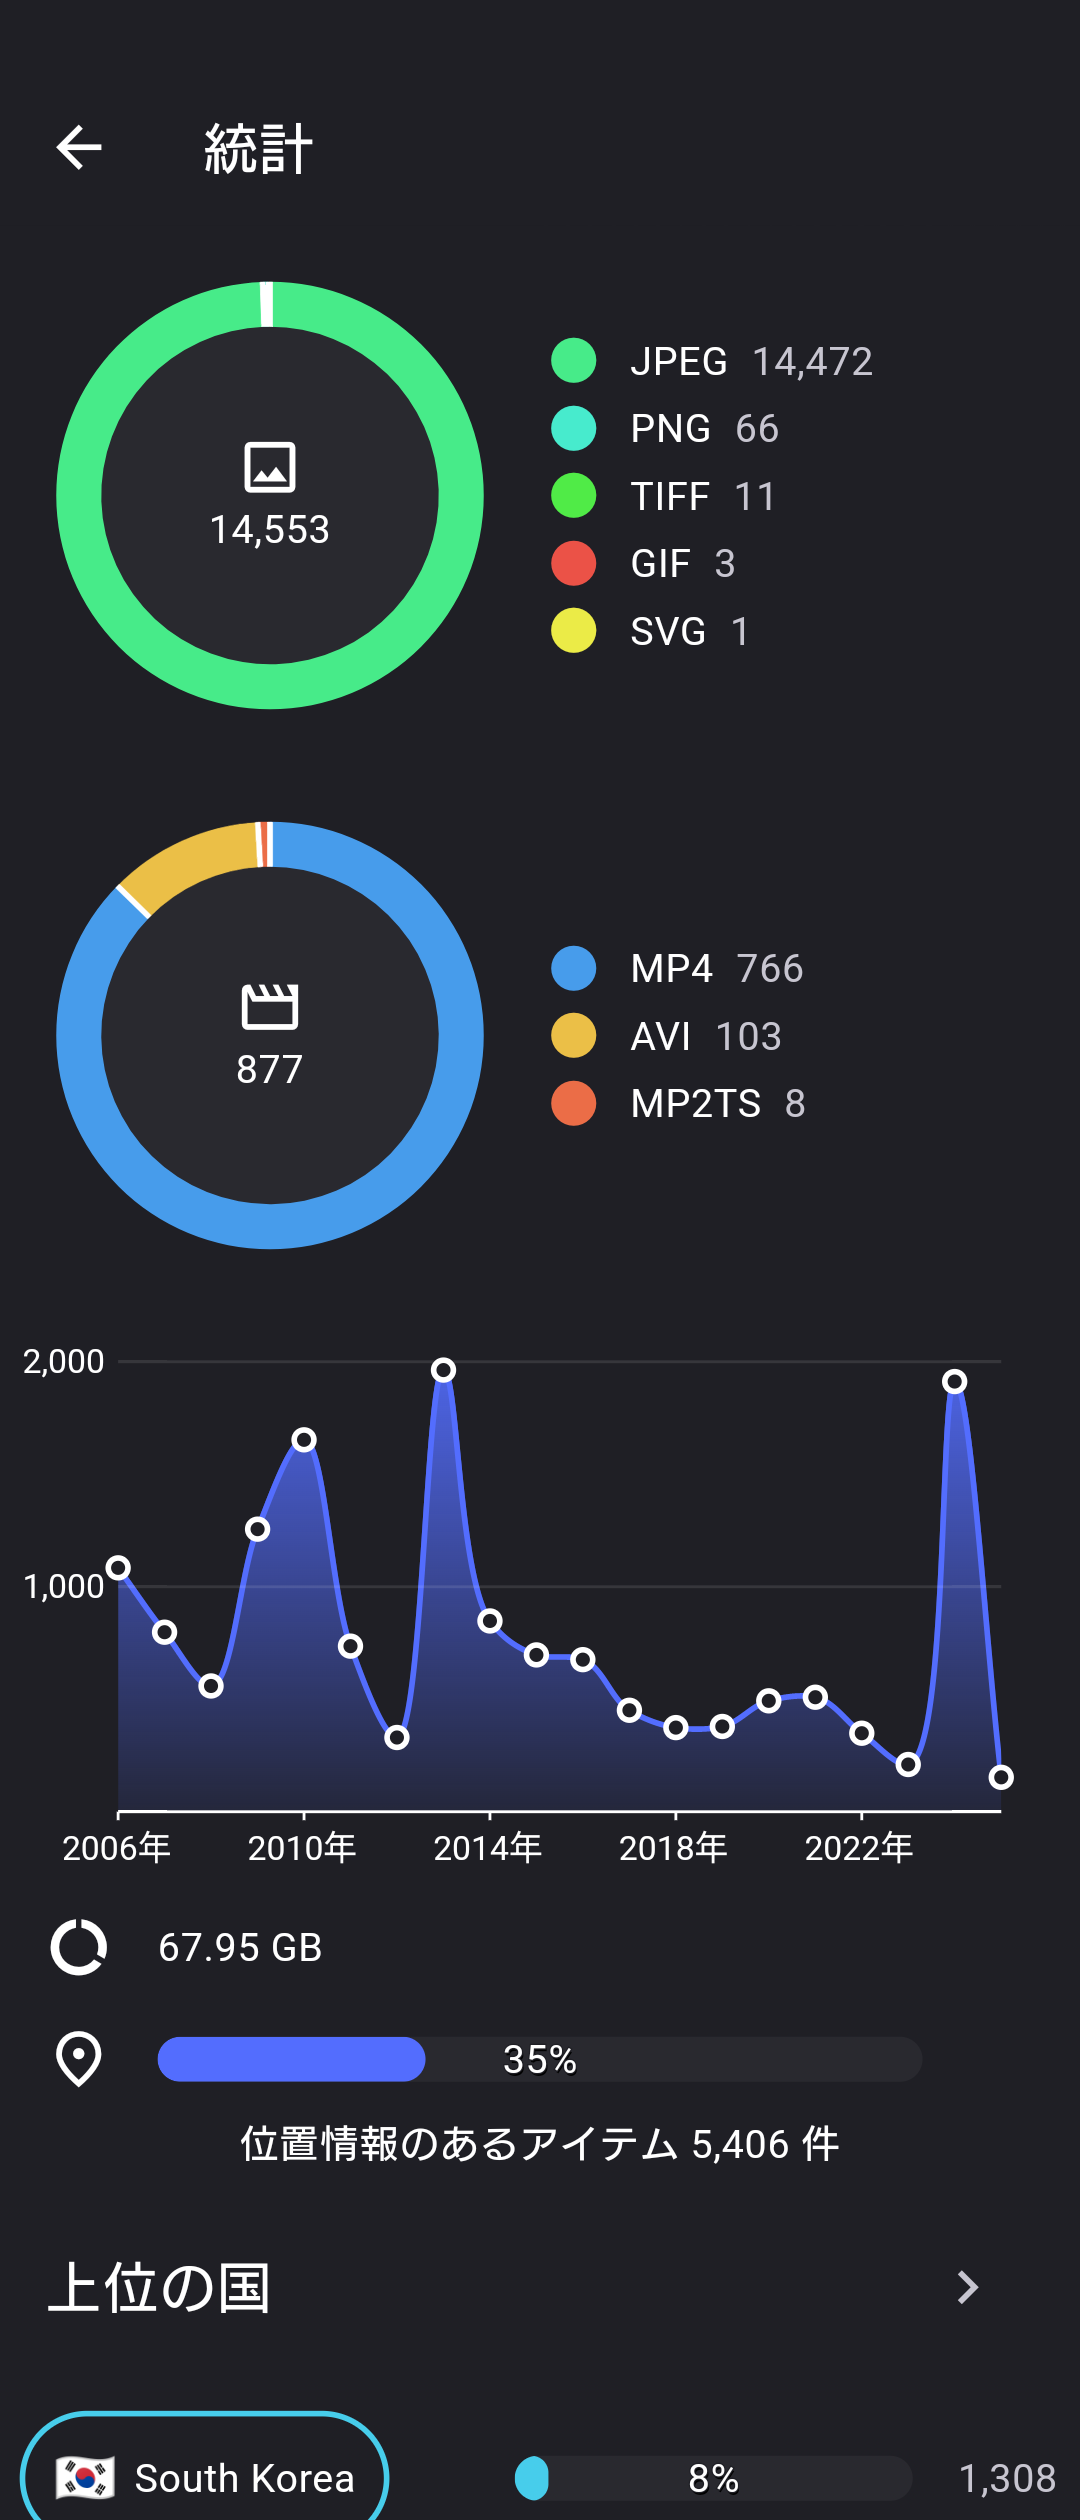 統計
JPEG 14,472
PNG 66
TIFF 11
GIF 3
SVG 1
14,553
MP4 766
AVI 103
MP2TS 8
877
2,000
1,000
2006年 2010年 2014年 2018年 2022年
67.95 GB
35%
位置情報のあるアイテム 5,406 件
上位の国
South Korea 8% 1,308